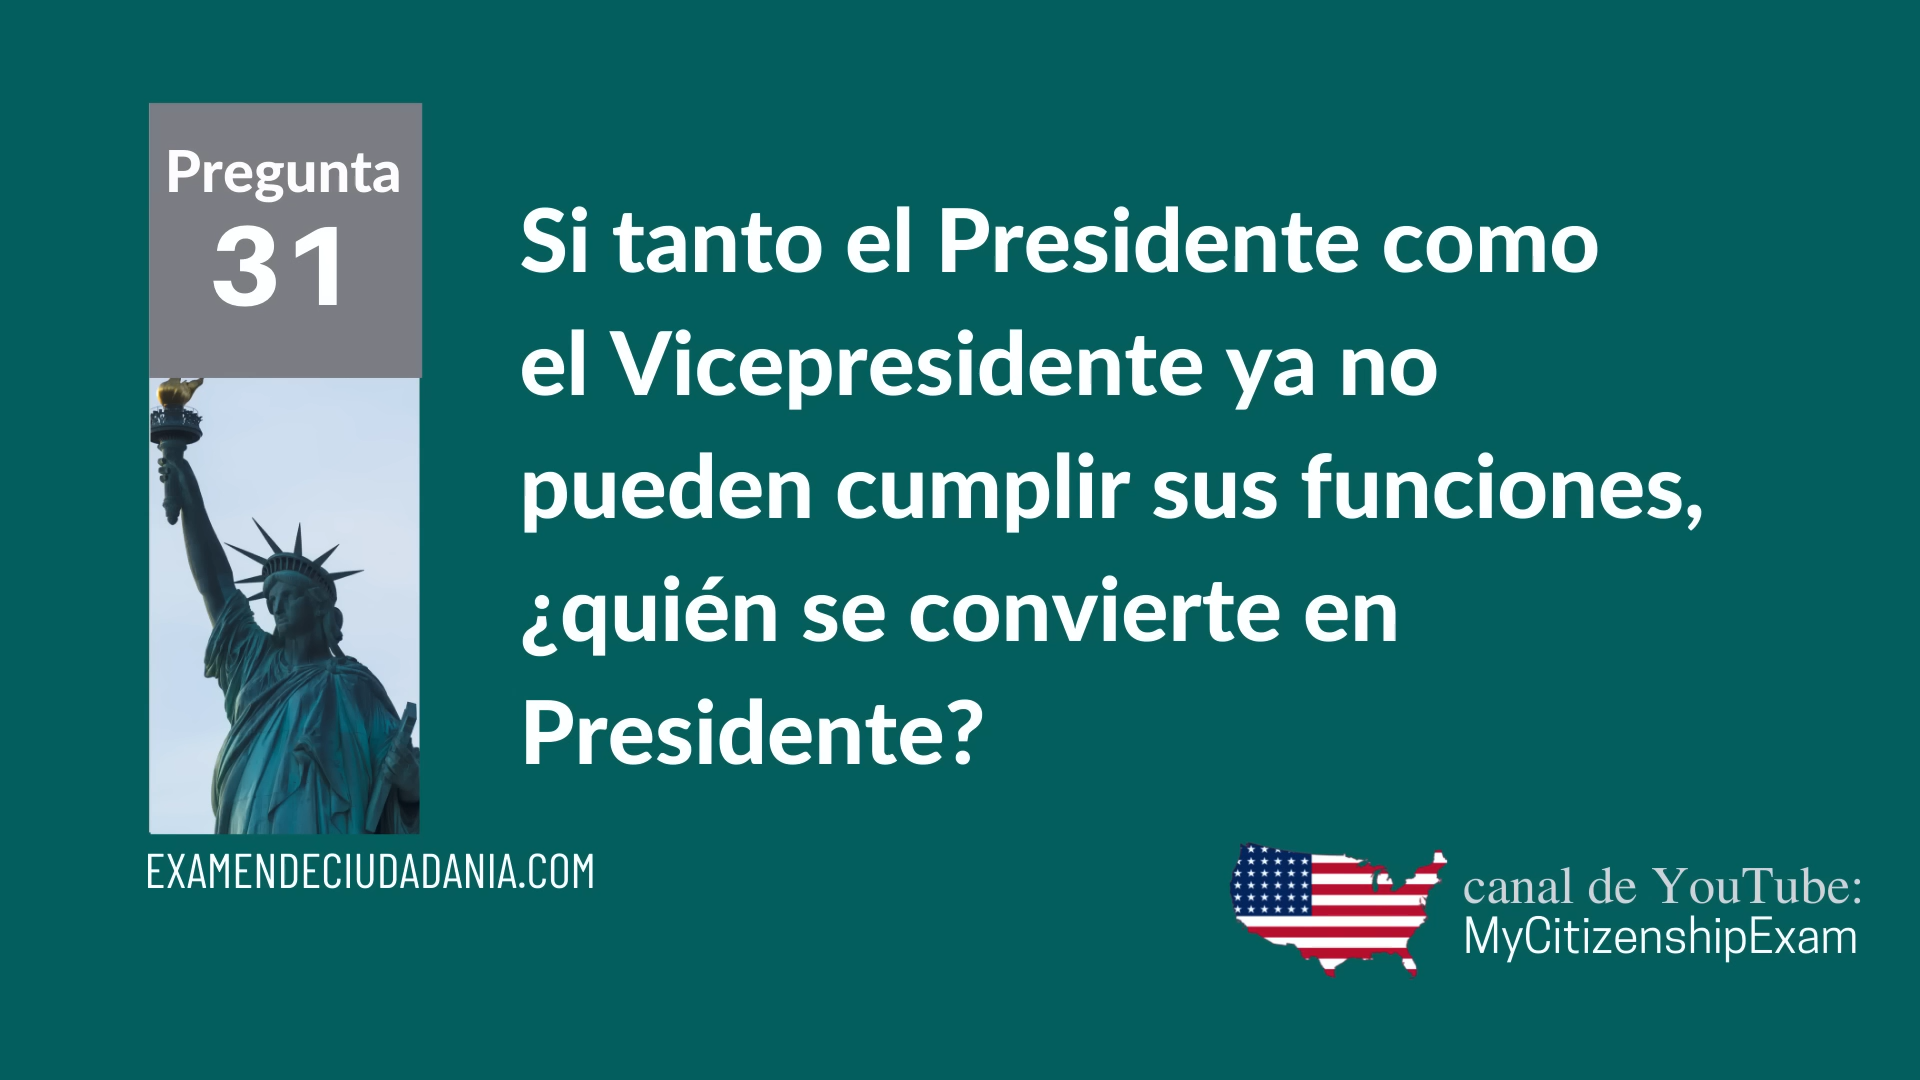 Pregunta
31
Si tanto el Presidente como
el Vicepresidente ya no
pueden cumplir sus funciones,
¿quién se convierte en
Presidente?
EXAMENDECIUDADANIA.COM
canal de YouTube:
MyCitizenshipExam